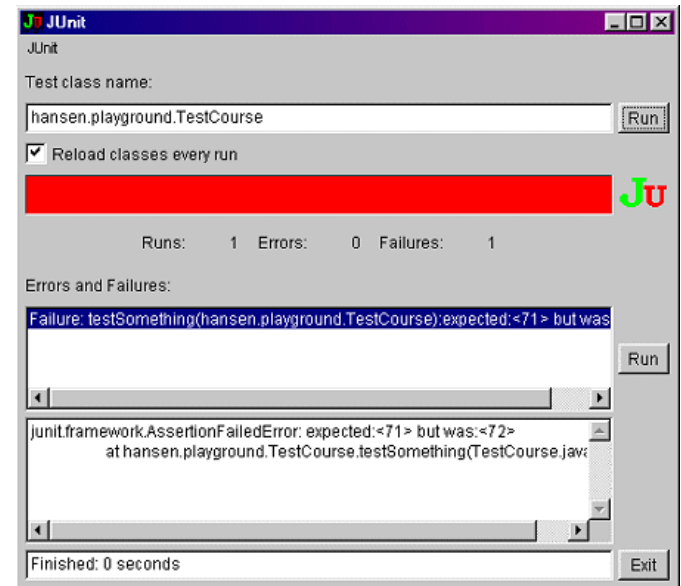 JU JUnit
JUnit
Test class name:
hansen.playground.TestCourse
Run
Reload classes every run
JU
Runs: 1 Errors: 0 Failures: 1
Errors and Failures:
Failure: testSomething(hansen.playground.TestCourse):expected:<71> but was
Run
junit.framework.AssertionFailedError: expected:<71> but was:<72>
at hansen.playground.TestCourse.testSomething(TestCourse.java
Finished: 0 seconds
Exit